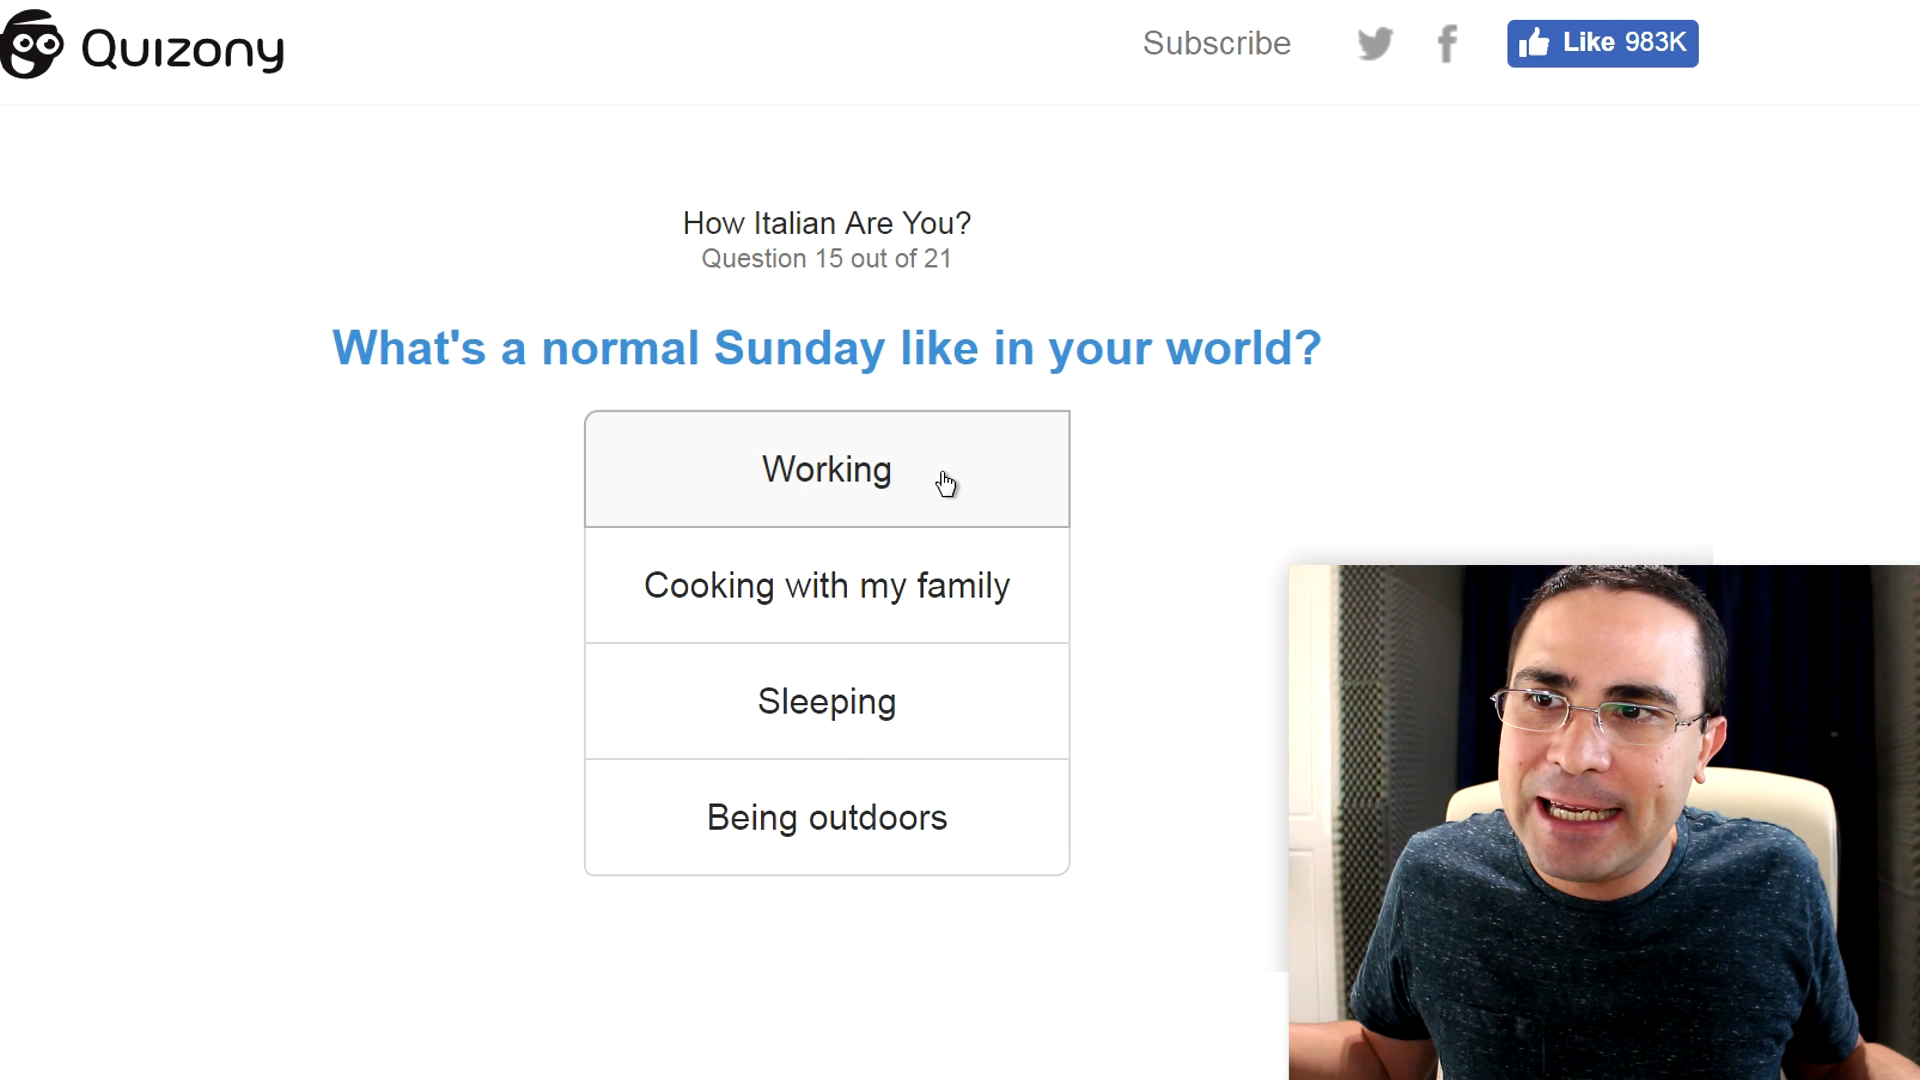 Quizony
Subscribe
Like 983K
How Italian Are You?
Question 15 out of 21
What's a normal Sunday like in your world?
Working
Cooking with my family
Sleeping
Being outdoors